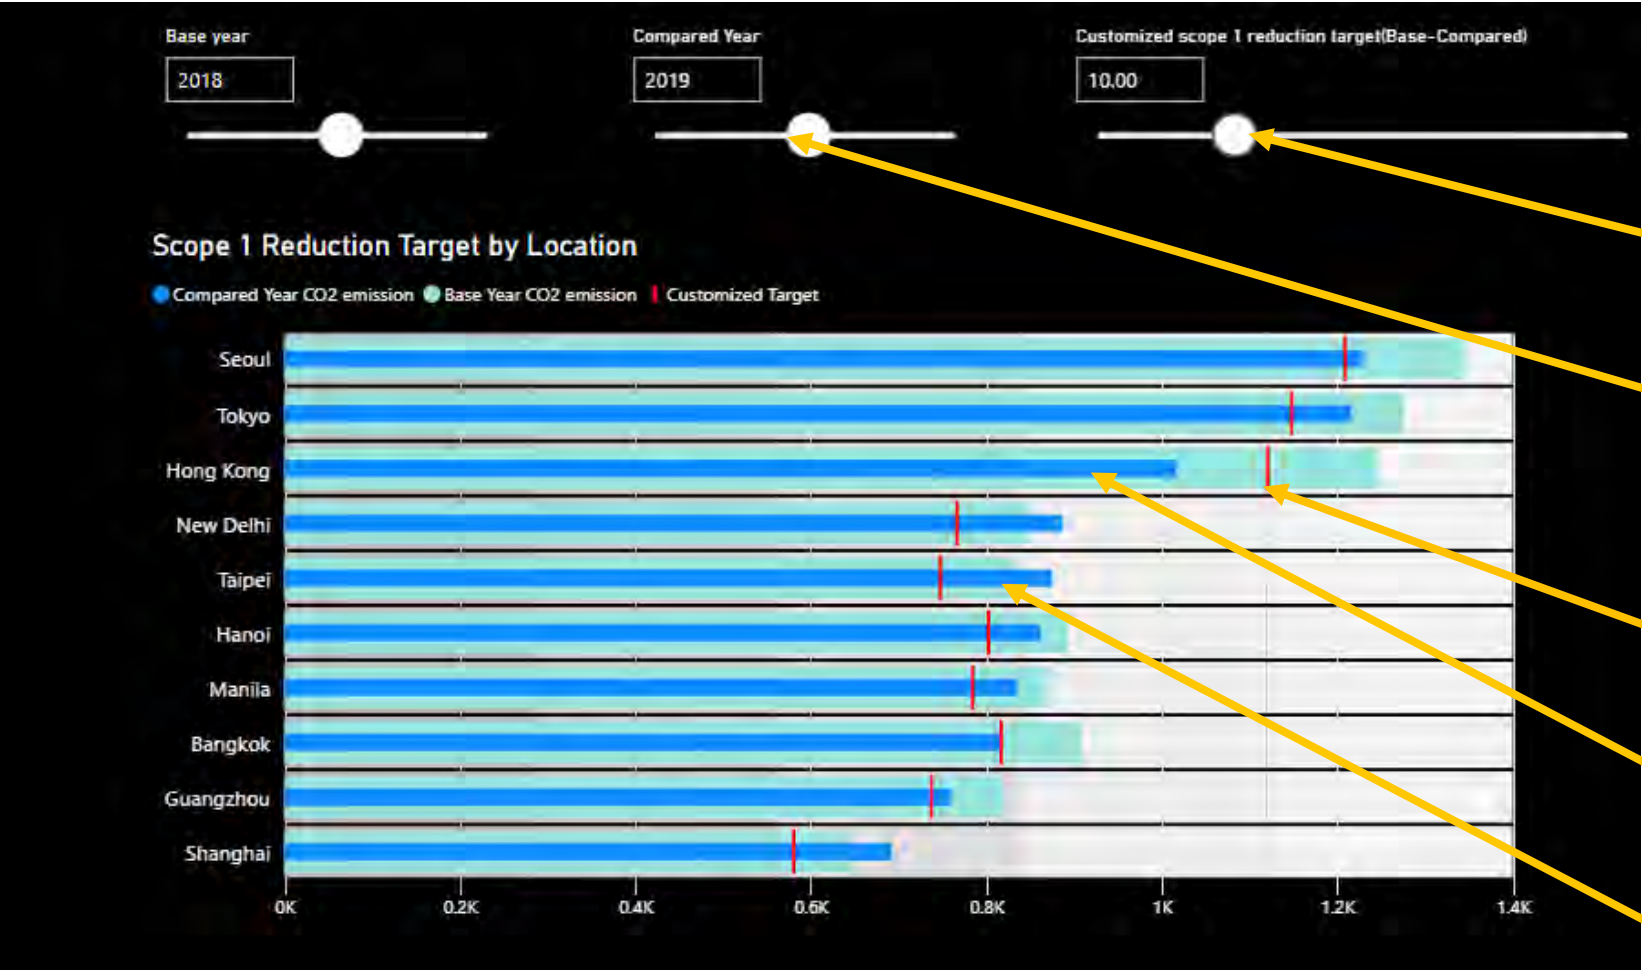 Base year
Compared Year
Customized scope 1 reduction target(Base-Compared)
2018
2019
10.00
Scope 1 Reduction Target by Location
Compared Year CO2 emission
Base Year CO2 emission
Customized Target
Seoul
Tokyo
Hong Kong
New Delhi
Taipei
Hanoi
Manila
Bangkok
Guangzhou
Shanghai
0K 0.2K 0.4K 0.6K 0.8K 1K 1.2K 1.4K